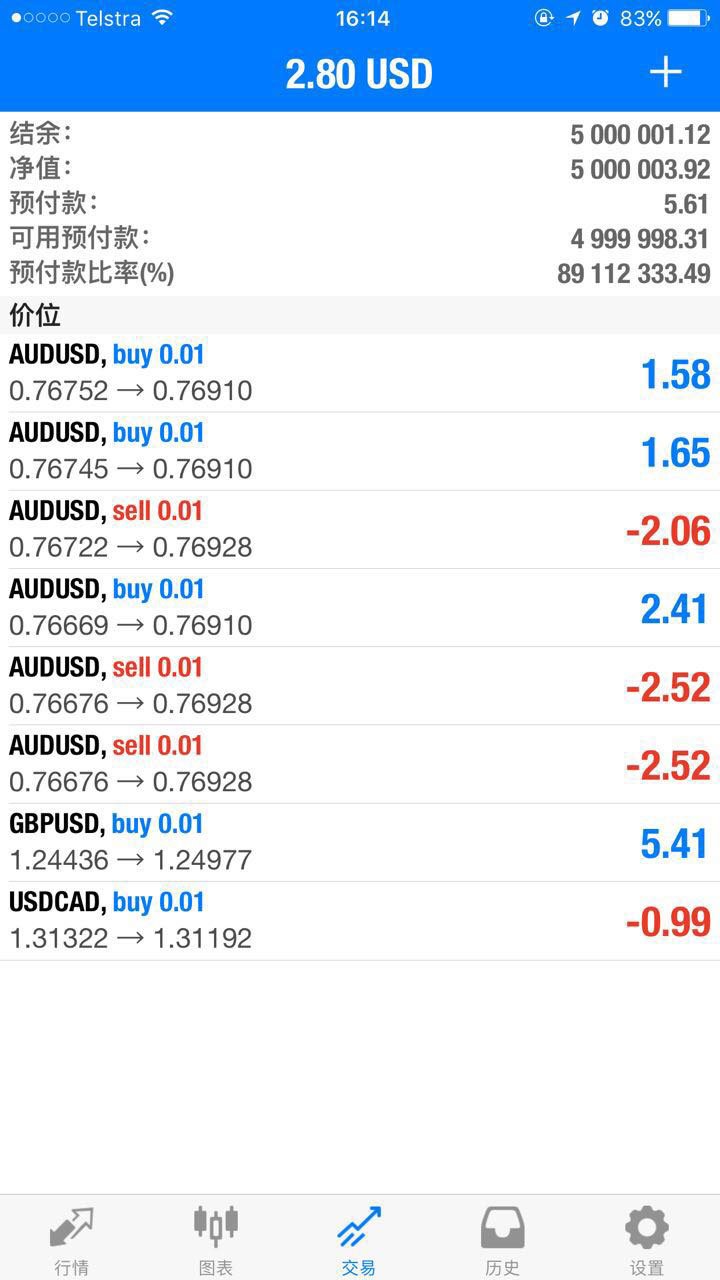 Telstra 16:14 83%
2.80 USD
结余: 5 000 001.12
净值: 5 000 003.92
预付款: 5.61
可用预付款: 4 999 998.31
预付款比率(%) 89 112 333.49
价位
AUDUSD, buy 0.01 1.58
0.76752 → 0.76910
AUDUSD, buy 0.01 1.65
0.76745 → 0.76910
AUDUSD, sell 0.01 -2.06
0.76722 → 0.76928
AUDUSD, buy 0.01 2.41
0.76669 → 0.76910
AUDUSD, sell 0.01 -2.52
0.76676 → 0.76928
AUDUSD, sell 0.01 -2.52
0.76676 → 0.76928
GBPUSD, buy 0.01 5.41
1.24436 → 1.24977
USDCAD, buy 0.01 -0.99
1.31322 → 1.31192
行情 图表 交易 历史 设置